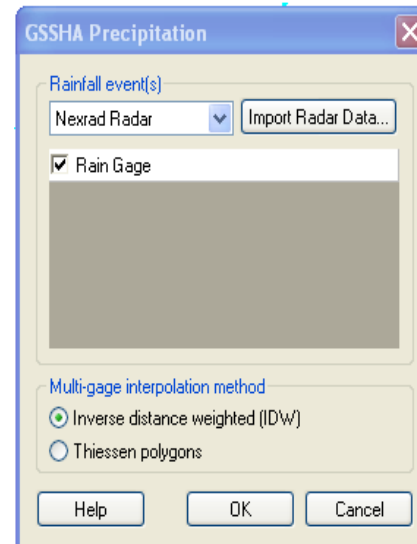 GSSHA Precipitation
Rainfall event(s)
Nexrad Radar
Import Radar Data...
Rain Gage
Multi-gage interpolation method
Inverse distance weighted (IDW)
Thiessen polygons
Help
OK
Cancel